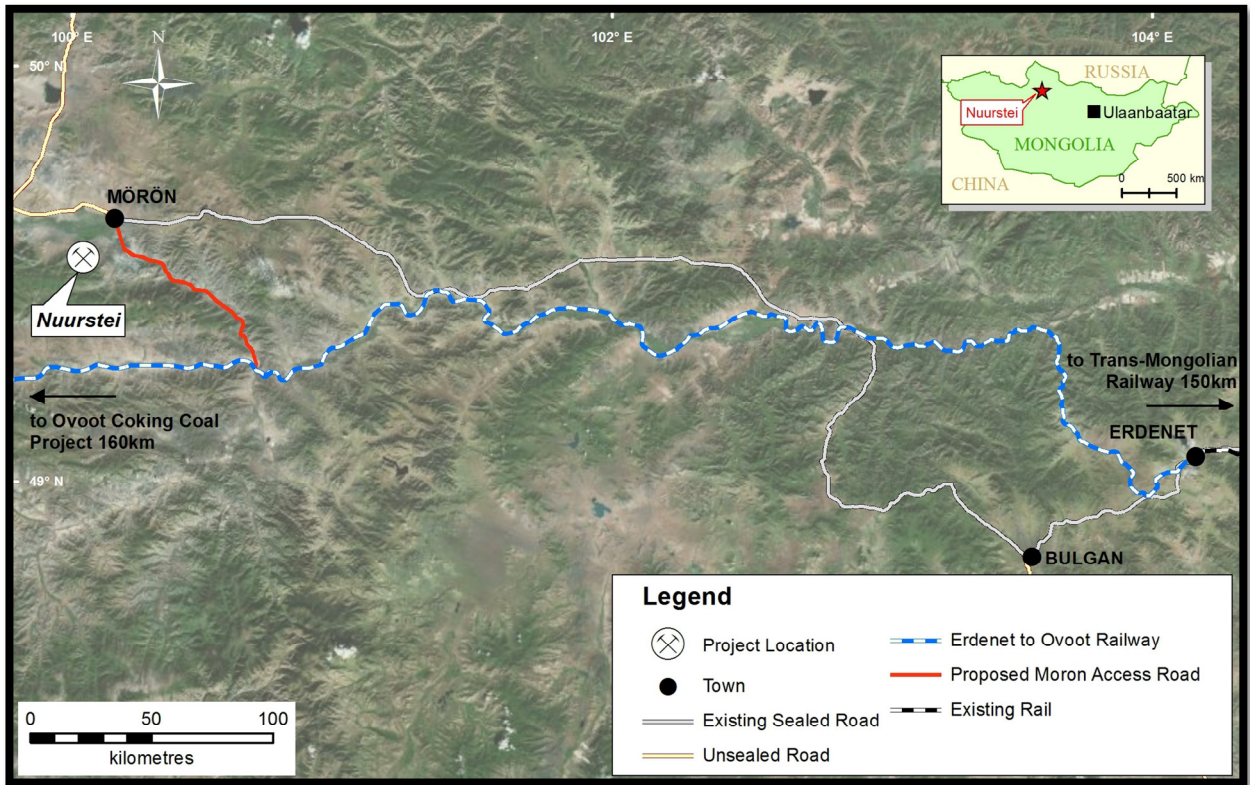 100° E
102° E
104° E
50° N
N
RUSSIA
Nuurstei
Ulaanbaatar
MONGOLIA
CHINA
0 500 km
MÖRÖN
Nuurstei
to Trans-Mongolian
Railway 150km
to Ovoot Coking Coal
Project 160km
ERDENET
49° N
BULGAN
Legend
Project Location
Town
Existing Sealed Road
Unsealed Road
Erdenet to Ovoot Railway
Proposed Moron Access Road
Existing Rail
0 50 100
kilometres